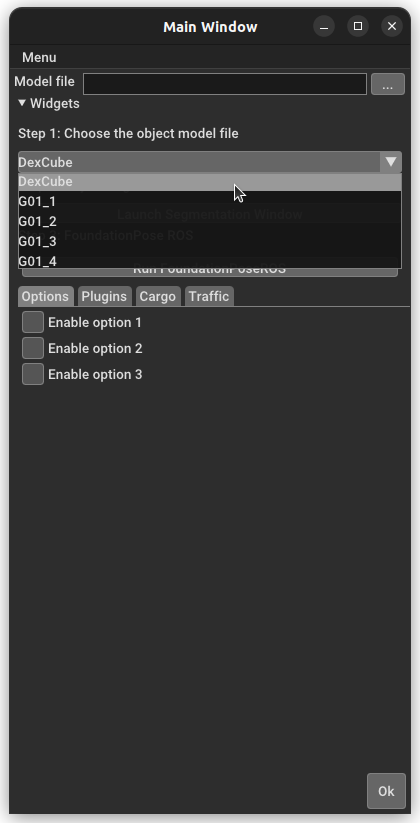 Main Window
Menu
Model file ...
Widgets
Step 1: Choose the object model file
DexCube
DexCube
G01_1
Launch Segmentation Window
G01_2
FoundationPose ROS
G01_3
G01_4
Run FoundationPoseROS
Options Plugins Cargo Traffic
Enable option 1
Enable option 2
Enable option 3
Ok